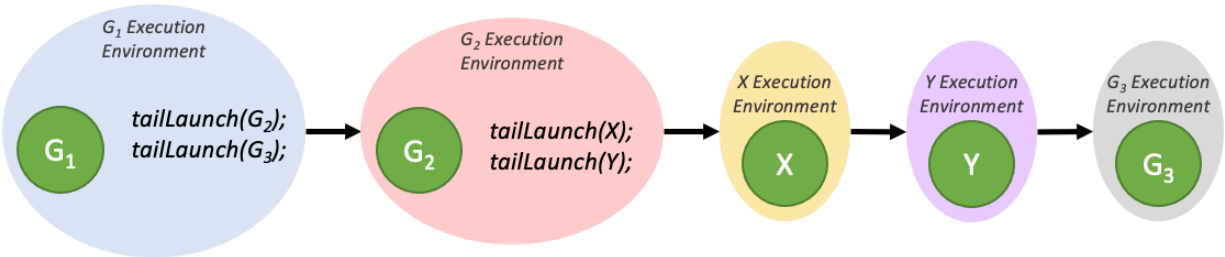 G₁ Execution
Environment
G₁
tailLaunch(G₂);
tailLaunch(G₃);
G₂ Execution
Environment
G₂
tailLaunch(X);
tailLaunch(Y);
X Execution
Environment
X
Y Execution
Environment
Y
G₃ Execution
Environment
G₃